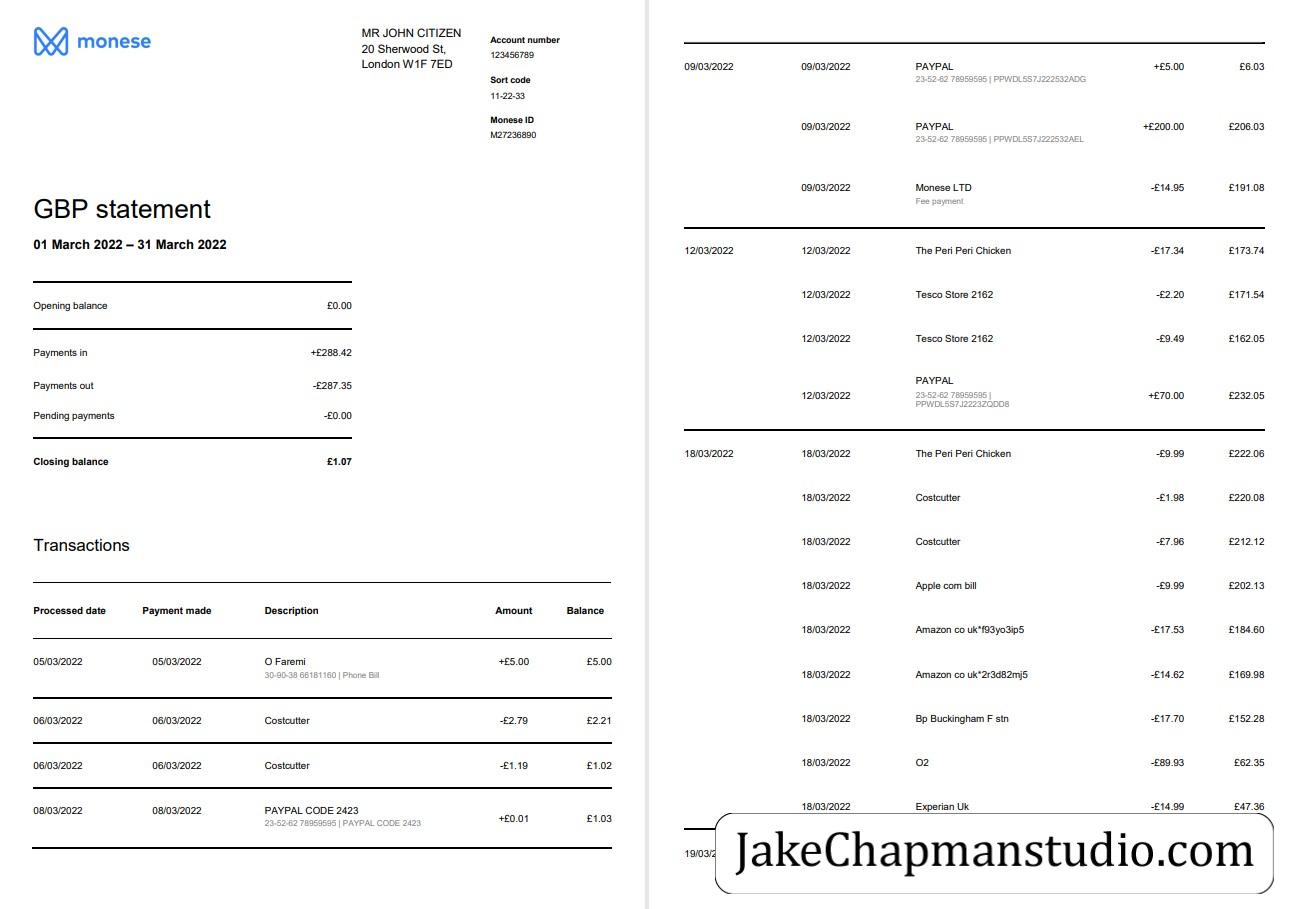 monese
MR JOHN CITIZEN
20 Sherwood St,
London W1F 7ED
Account number
123456789
Sort code
11-22-33
Monese ID
M27236890
GBP statement
01 March 2022 – 31 March 2022
Opening balance £0.00
Payments in +£288.42
Payments out -£287.35
Pending payments -£0.00
Closing balance £1.07
Transactions
Processed date Payment made Description Amount Balance
05/03/2022 05/03/2022 O Faremi +£5.00 £5.00
30-90-38 66181160 | Phone Bill
06/03/2022 06/03/2022 Costcutter -£2.79 £2.21
06/03/2022 06/03/2022 Costcutter -£1.19 £1.02
08/03/2022 08/03/2022 PAYPAL CODE 2423 +£0.01 £1.03
23-52-62 78959595 | PAYPAL CODE 2423
09/03/2022 09/03/2022 PAYPAL +£5.00 £6.03
23-52-62 78959595 | PPWDL5S7J222532ADG
09/03/2022 PAYPAL +£200.00 £206.03
23-52-62 78959595 | PPWDL5S7J222532AEL
09/03/2022 Monese LTD -£14.95 £191.08
Fee payment
12/03/2022 12/03/2022 The Peri Peri Chicken -£17.34 £173.74
12/03/2022 Tesco Store 2162 -£2.20 £171.54
12/03/2022 Tesco Store 2162 -£9.49 £162.05
PAYPAL
12/03/2022 23-52-62 78959595 | +£70.00 £232.05
PPWDL5S7J2223ZQDD8
18/03/2022 18/03/2022 The Peri Peri Chicken -£9.99 £222.06
18/03/2022 Costcutter -£1.98 £220.08
18/03/2022 Costcutter -£7.96 £212.12
18/03/2022 Apple com bill -£9.99 £202.13
18/03/2022 Amazon co uk*f93yo3ip5 -£17.53 £184.60
18/03/2022 Amazon co uk*2r3d82mj5 -£14.62 £169.98
18/03/2022 Bp Buckingham F stn -£17.70 £152.28
18/03/2022 O2 -£89.93 £62.35
18/03/2022 Experian Uk -£14.99 £47.36
19/03/2
JakeChapmanstudio.com